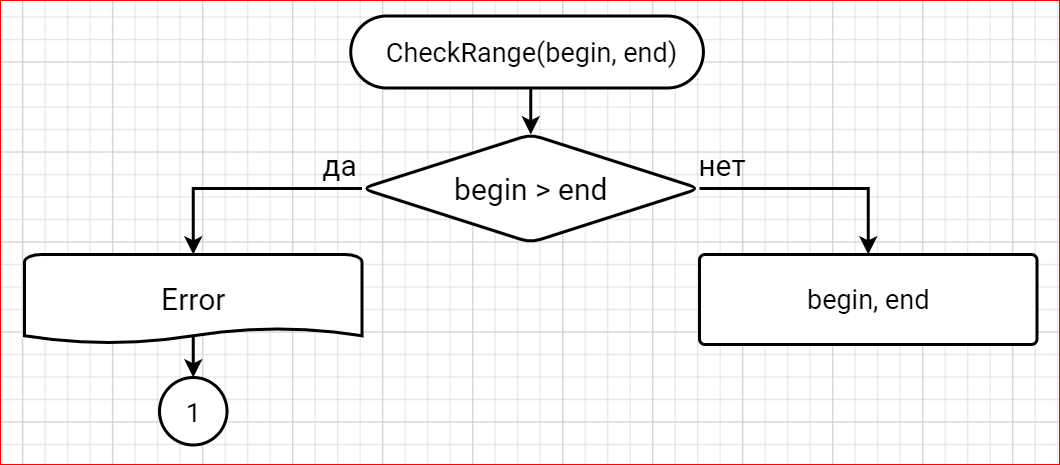 CheckRange(begin, end)
да
нет
begin > end
Error
begin, end
1